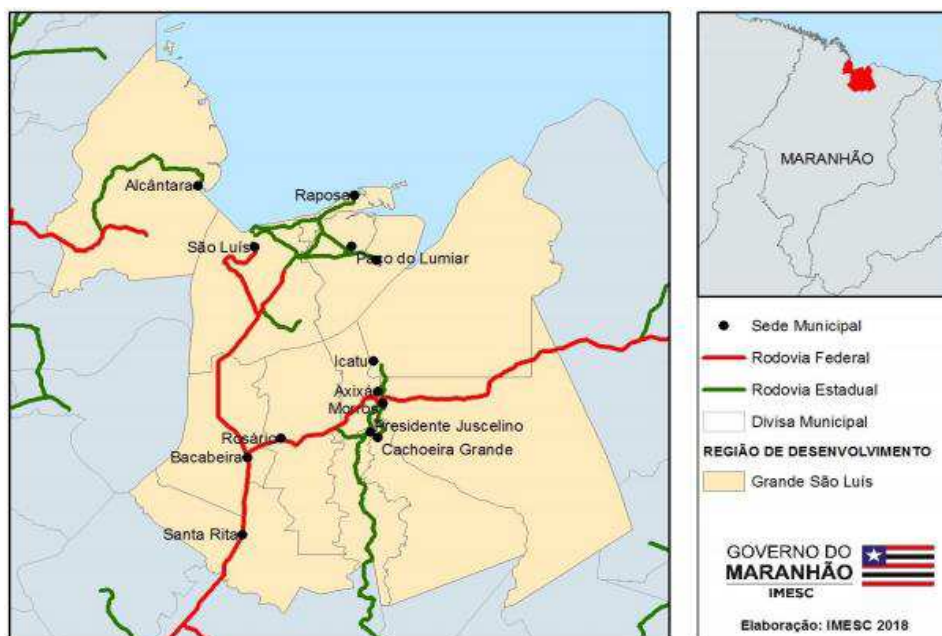 Alcântara
Raposa
São Luís
Paço do Lumiar
Icatu
Axixá
Morros
Presidente Juscelino
Rosário
Cachoeira Grande
Bacabeira
Santa Rita
MARANHÃO
Sede Municipal
Rodovia Federal
Rodovia Estadual
Divisa Municipal
REGIÃO DE DESENVOLVIMENTO
Grande São Luís
GOVERNO DO
MARANHÃO
IMESC
Elaboração: IMESC 2018